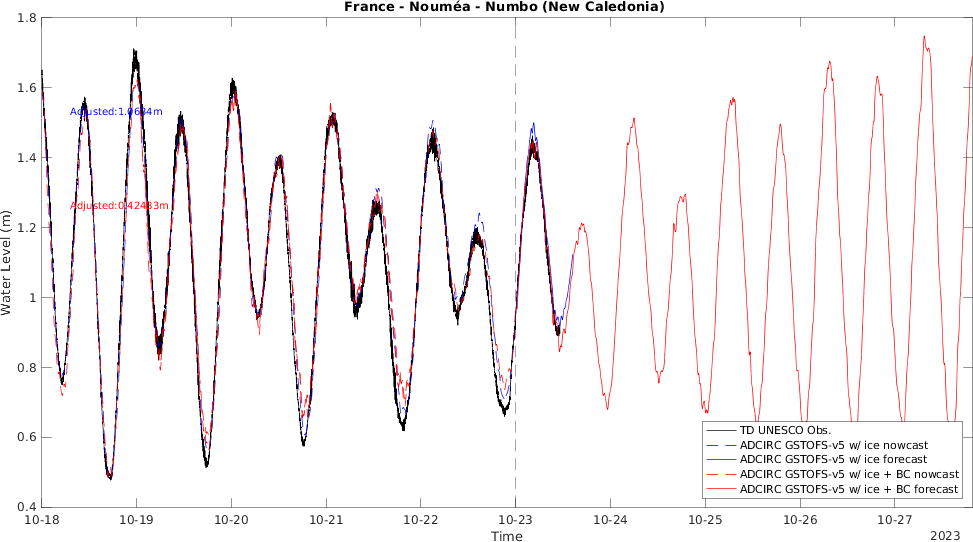 France - Nouméa - Numbo (New Caledonia)
Water Level (m)
1.8
1.6
1.4
1.2
1
0.8
0.6
0.4
Adjusted:1.0634m
Adjusted:0.42433m
TD UNESCO Obs.
ADCIRC GSTOFS-v5 w/ ice nowcast
ADCIRC GSTOFS-v5 w/ ice forecast
ADCIRC GSTOFS-v5 w/ ice + BC nowcast
ADCIRC GSTOFS-v5 w/ ice + BC forecast
10-18 10-19 10-20 10-21 10-22 10-23 10-24 10-25 10-26 10-27
Time
2023